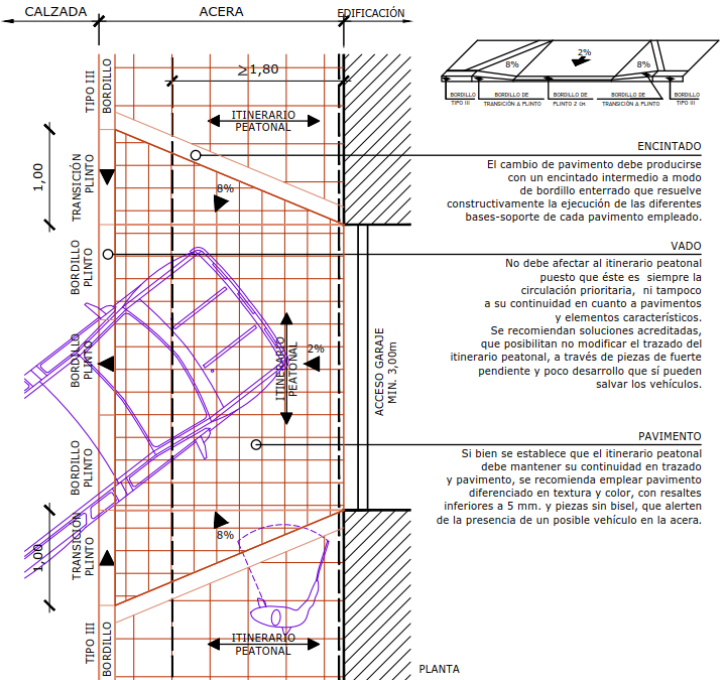 CALZADA
ACERA
EDIFICACIÓN
TIPO III
BORDILLO
≥1,80
ITINERARIO
PEATONAL
1,00
TRANSICIÓN
PLINTO
8%
BORDILLO
PLINTO
BORDILLO
PLINTO
ITINERARIO
PEATONAL
2%
ACCESO GARAJE
MIN. 3,00m
BORDILLO
PLINTO
1,00
TRANSICIÓN
PLINTO
8%
TIPO III
BORDILLO
ITINERARIO
PEATONAL
PLANTA
2%
8%
8%
BORDILLO
TIPO III
BORDILLO DE
TRANSICIÓN A PLINTO
BORDILLO DE
PLINTO 2 cm
BORDILLO DE
TRANSICIÓN A PLINTO
BORDILLO
TIPO III
ENCINTADO
El cambio de pavimento debe producirse
con un encintado intermedio a modo
de bordillo enterrado que resuelve
constructivamente la ejecución de las diferentes
bases-soporte de cada pavimento empleado.
VADO
No debe afectar al itinerario peatonal
puesto que éste es siempre la
circulación prioritaria, ni tampoco
a su continuidad en cuanto a pavimentos
y elementos característicos.
Se recomiendan soluciones acreditadas,
que posibilitan no modificar el trazado del
itinerario peatonal, a través de piezas de fuerte
pendiente y poco desarrollo que sí pueden
salvar los vehículos.
PAVIMENTO
Si bien se establece que el itinerario peatonal
debe mantener su continuidad en trazado
y pavimento, se recomienda emplear pavimento
diferenciado en textura y color, con resaltes
inferiores a 5 mm. y piezas sin bisel, que alerten
de la presencia de un posible vehículo en la acera.